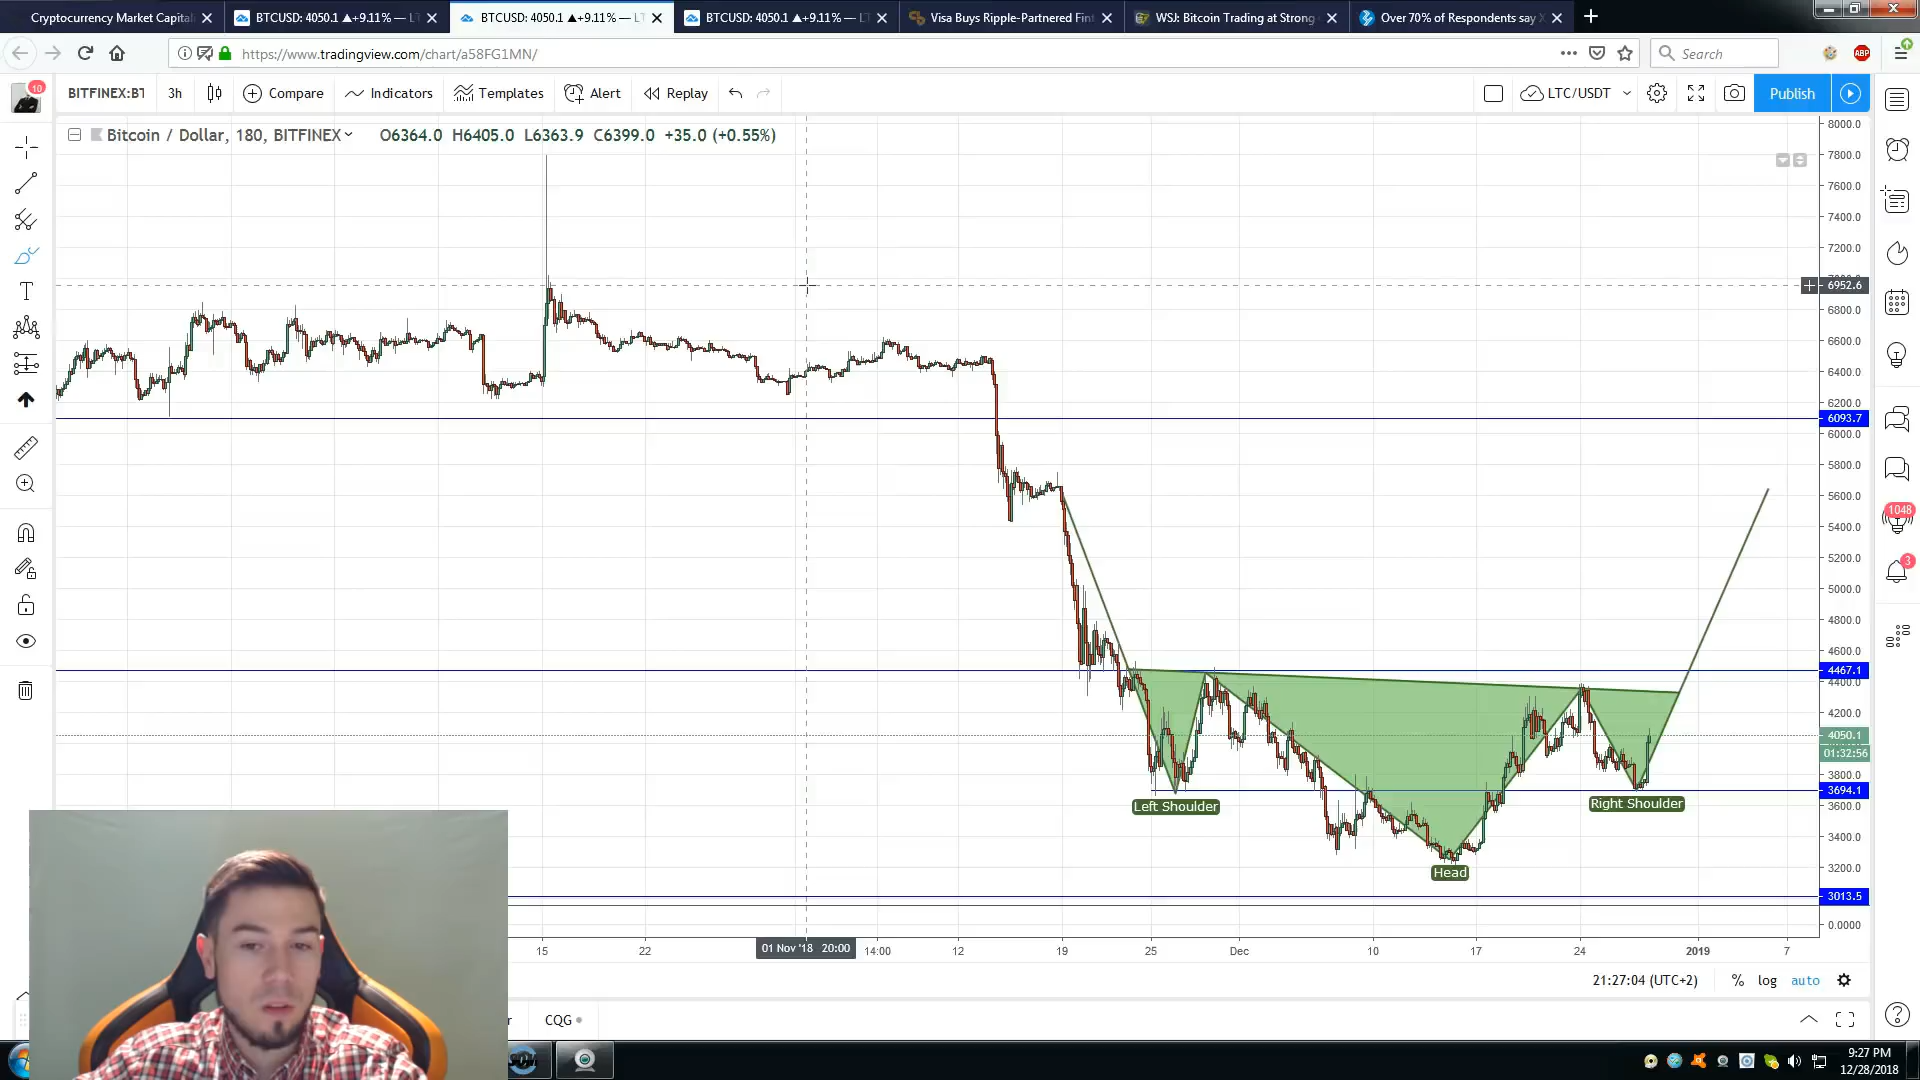 Cryptocurrency Market Capital
BTCUSD: 4050.1 ▲+9.11% — LT
BTCUSD: 4050.1 ▲+9.11% — LT
BTCUSD: 4050.1 ▲+9.11% — LT
Visa Buys Ripple-Partnered Fin
WSJ: Bitcoin Trading at Strong
Over 70% of Respondents say X
https://www.tradingview.com/chart/a58FG1MN/
Search
ABP
10
BITFINEX:BT
3h
Compare
Indicators
Templates
Alert
Replay
LTC/USDT
Publish
Bitcoin / Dollar, 180, BITFINEX
O6364.0 H6405.0 L6363.9 C6399.0 +35.0 (+0.55%)
8000.0
7800.0
7600.0
7400.0
7200.0
6952.6
6800.0
6600.0
6400.0
6200.0
6093.7
6000.0
5800.0
5600.0
5400.0
5200.0
5000.0
4800.0
4600.0
4467.1
4400.0
4200.0
4050.1
01:32:56
3800.0
3694.1
3600.0
3400.0
3200.0
3013.5
0.0000
1048
3
Left Shoulder
Right Shoulder
Head
15
22
01 Nov '18 20:00
14:00
12
19
25
Dec
10
17
24
2019
7
21:27:04 (UTC+2)
%
log
auto
r
CQG
9:27 PM
12/28/2018